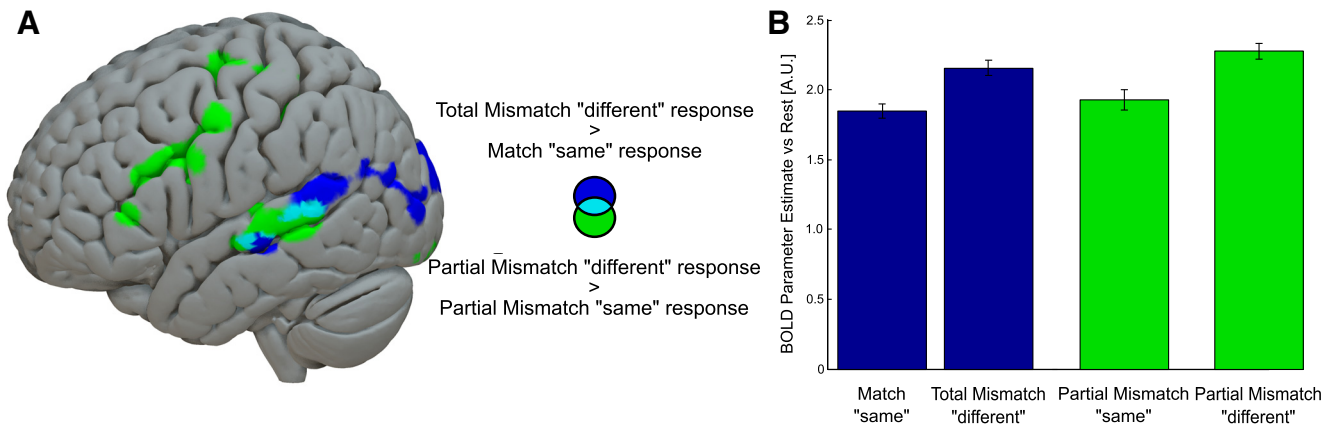 A
Total Mismatch "different" response
>
Match "same" response
Partial Mismatch "different" response
>
Partial Mismatch "same" response
B
BOLD Parameter Estimate vs Rest [A.U.]
2.5
2.0
1.5
1.0
0.5
0
Match
"same"
Total Mismatch
"different"
Partial Mismatch
"same"
Partial Mismatch
"different"